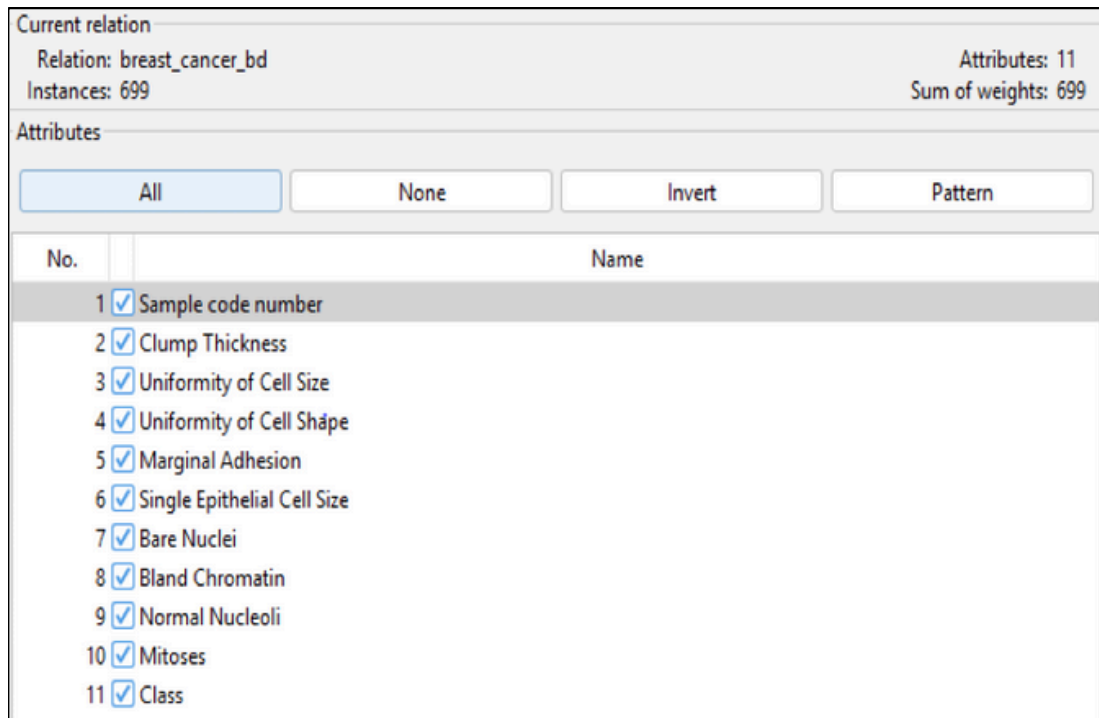 Current relation
Relation: breast_cancer_bd Attributes: 11
Instances: 699 Sum of weights: 699
Attributes
All None Invert Pattern
No. Name
1 Sample code number
2 Clump Thickness
3 Uniformity of Cell Size
4 Uniformity of Cell Shape
5 Marginal Adhesion
6 Single Epithelial Cell Size
7 Bare Nuclei
8 Bland Chromatin
9 Normal Nucleoli
10 Mitoses
11 Class